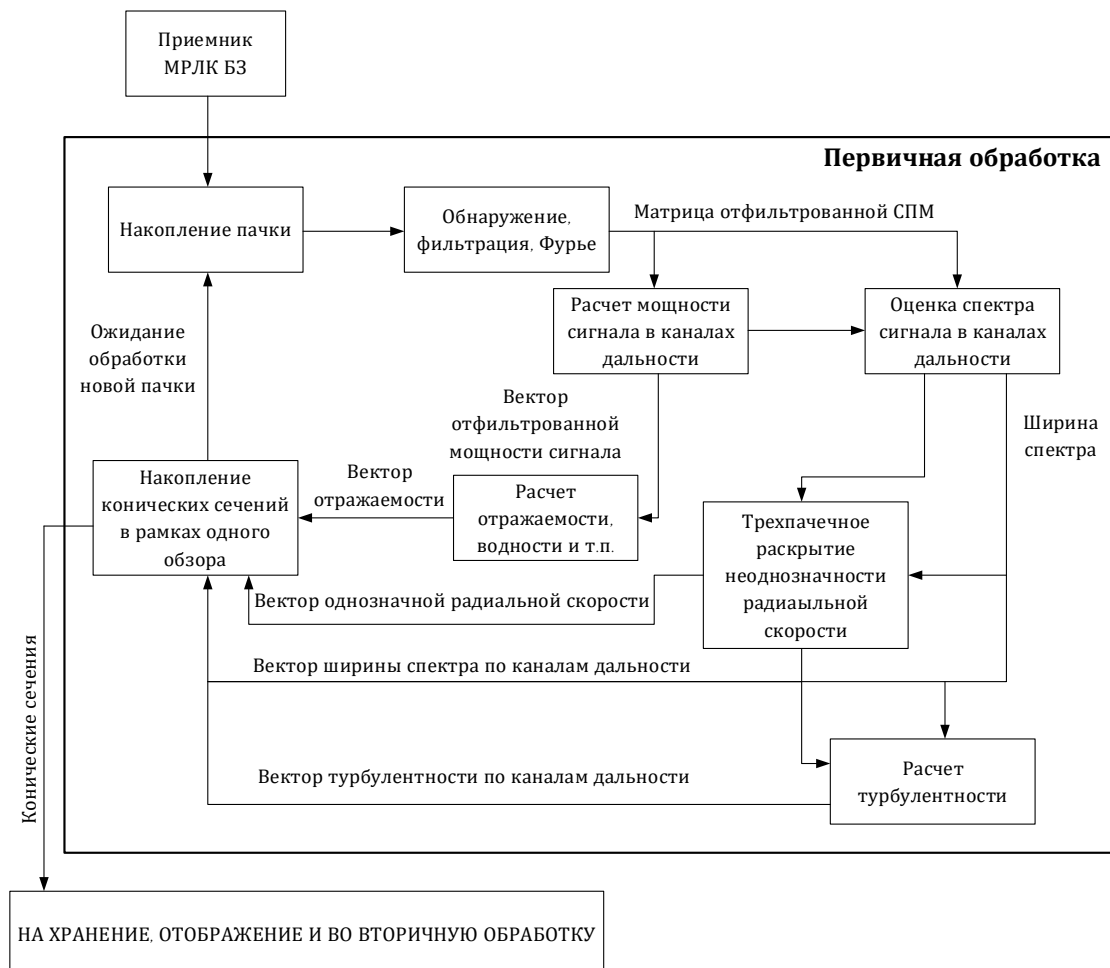 Приемник
МРЛК БЗ
Первичная обработка
Накопление пачки
Обнаружение,
фильтрация, Фурье
Матрица отфильтрованной СПМ
Расчет мощности
сигнала в каналах
дальности
Оценка спектра
сигнала в каналах
дальности
Ожидание
обработки
новой пачки
Вектор
отфильтрованной
мощности сигнала
Ширина
спектра
Накопление
конических сечений
в рамках одного
обзора
Вектор
отражаемости
Расчет
отражаемости,
водности и т.п.
Трехпачечное
раскрытие
неоднозначности
радиаыльной
скорости
Вектор однозначной радиальной скорости
Вектор ширины спектра по каналам дальности
Вектор турбулентности по каналам дальности
Расчет
турбулентности
Конические сечения
НА ХРАНЕНИЕ, ОТОБРАЖЕНИЕ И ВО ВТОРИЧНУЮ ОБРАБОТКУ